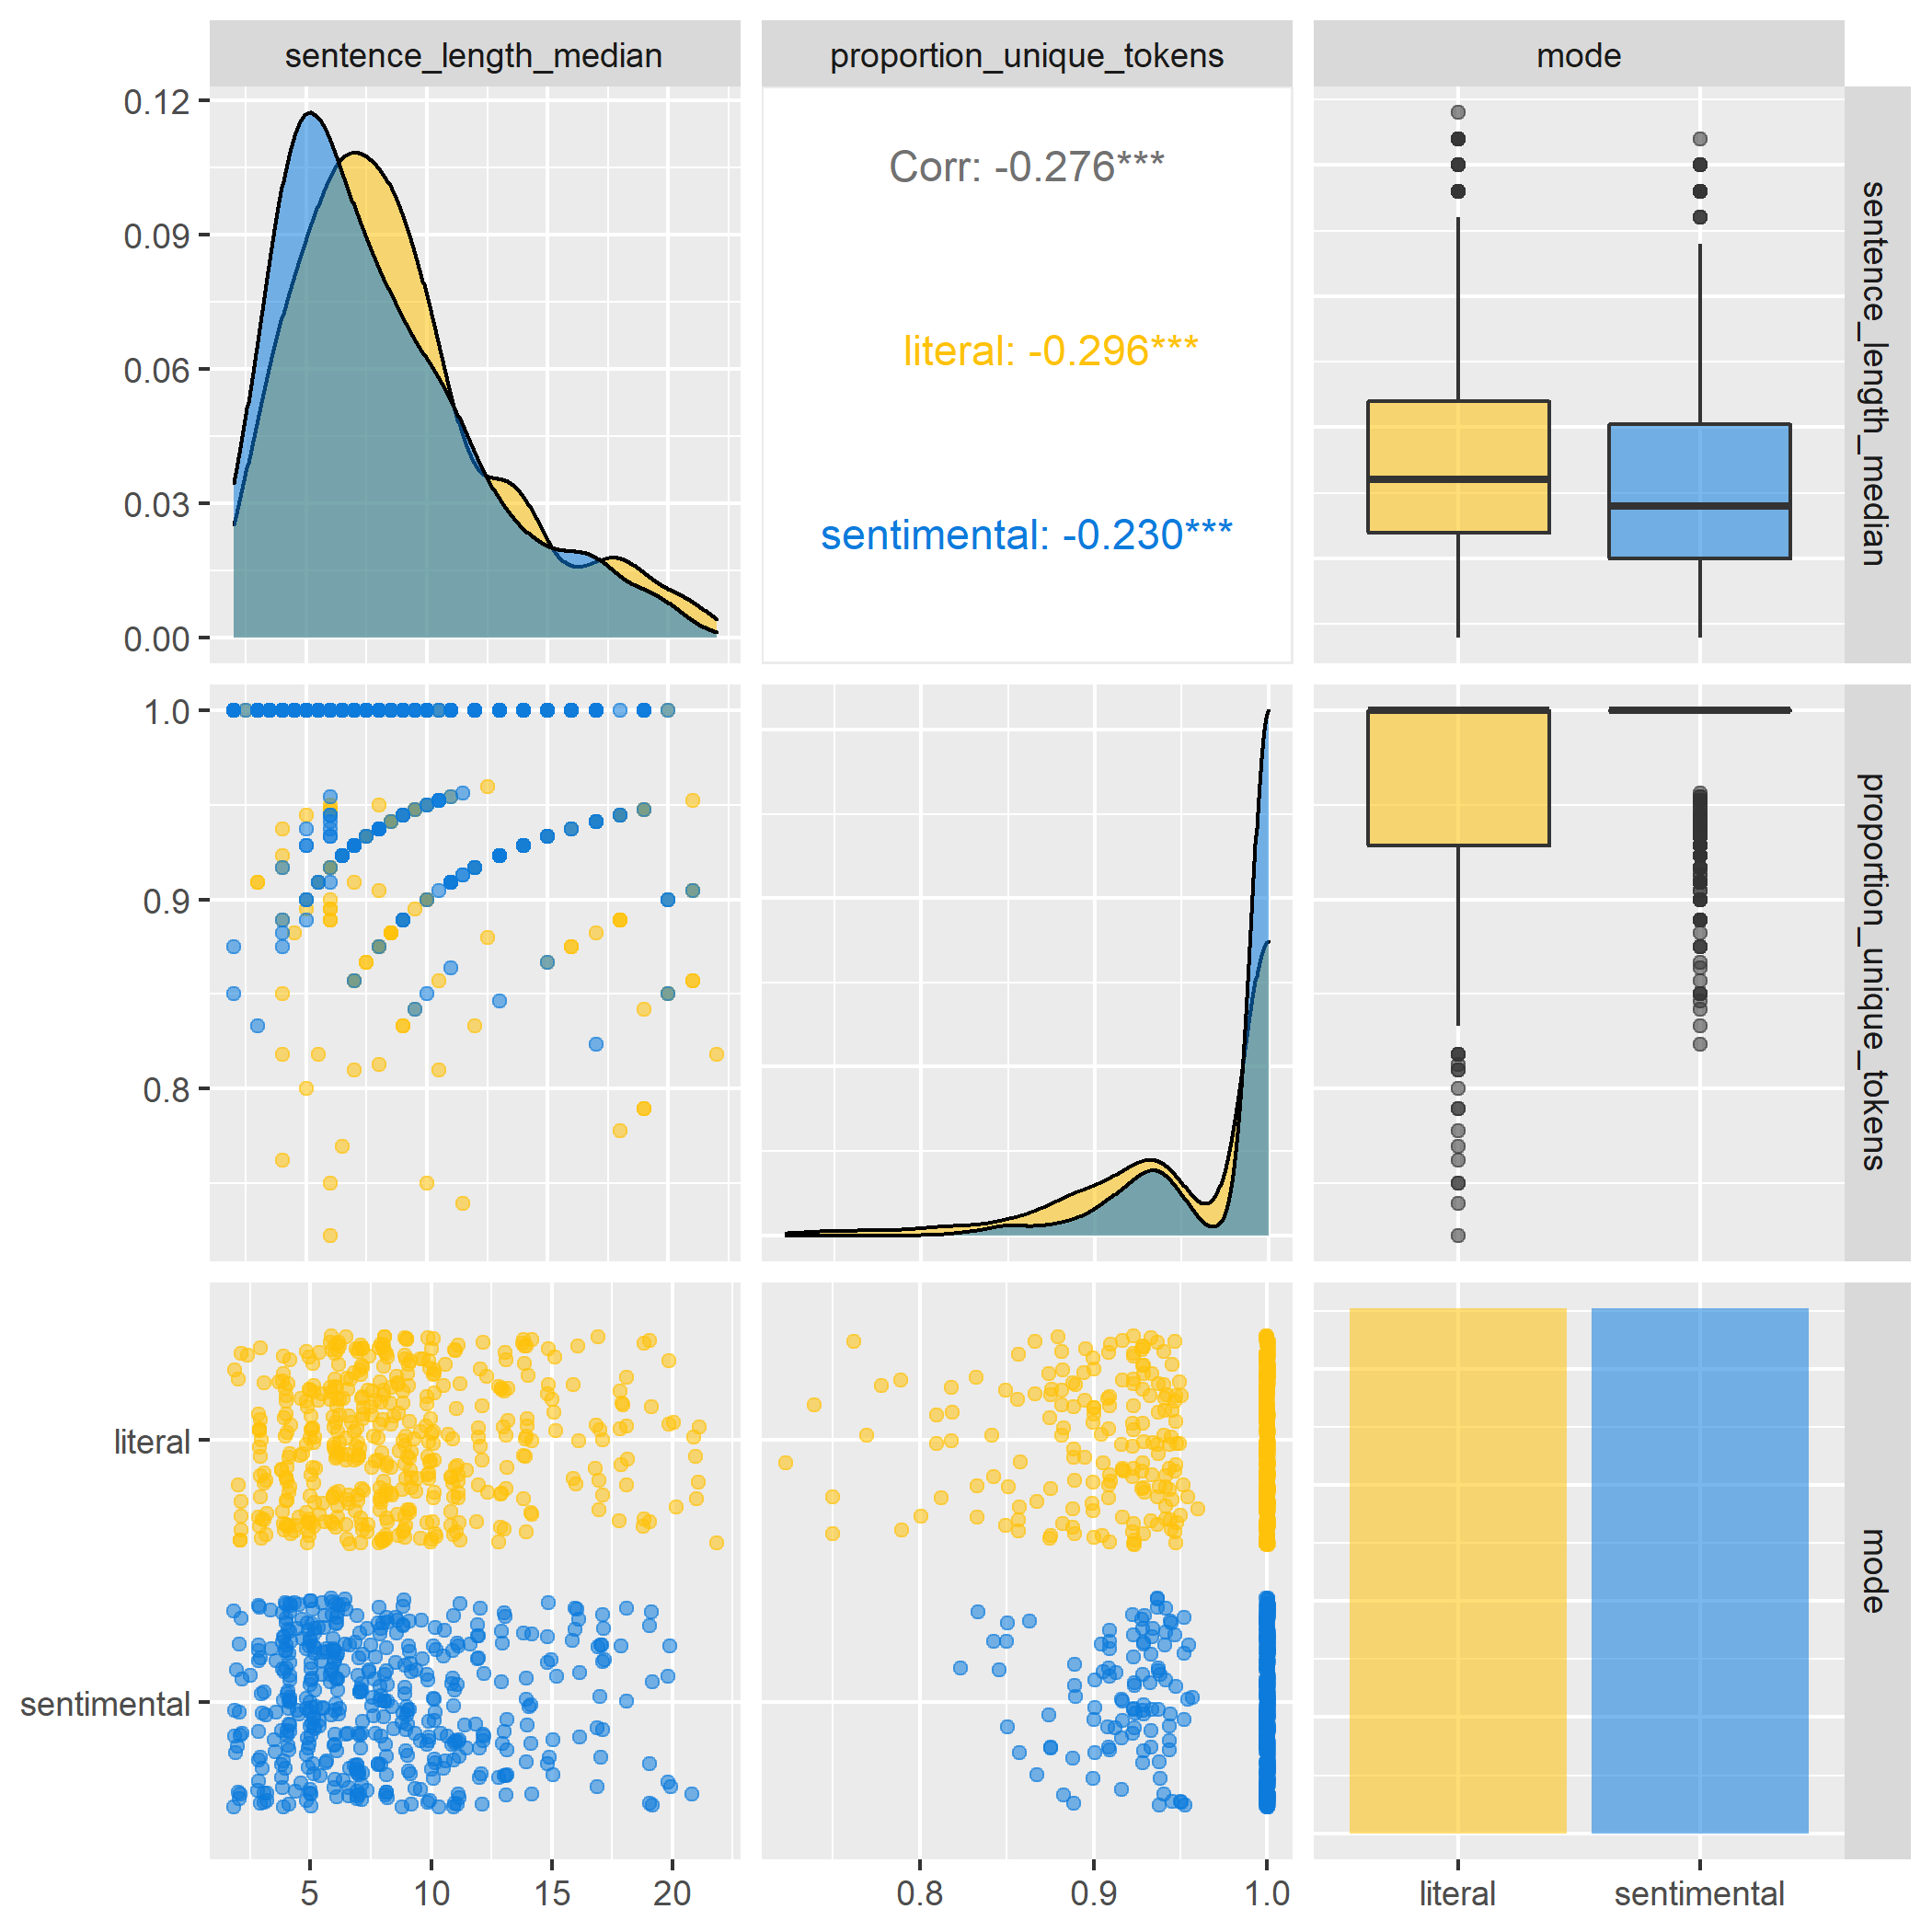 sentence_length_median
proportion_unique_tokens
mode
0.12
0.09
0.06
0.03
0.00
Corr: -0.276***
literal: -0.296***
sentimental: -0.230***
sentence_length_median
1.0
0.9
0.8
proportion_unique_tokens
literal
sentimental
mode
5 10 15 20
0.8 0.9 1.0
literal sentimental